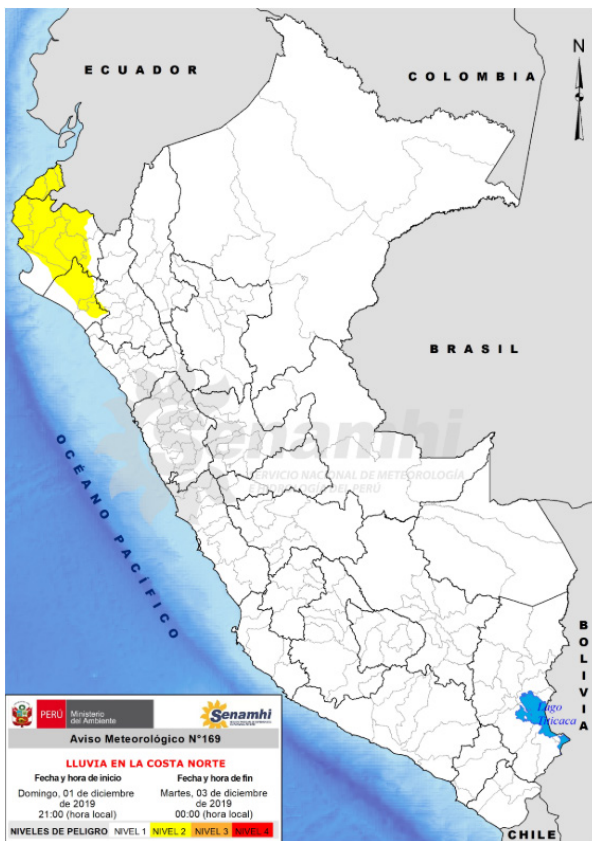 ECUADOR
COLOMBIA
N
BRASIL
Senamhi
SERVICIO NACIONAL DE METEOROLOGÍA
E HIDROLOGÍA DEL PERÚ
OCÉANO PACÍFICO
BOLIVIA
Lago
Titicaca
PERÚ Ministerio
del Ambiente
Senamhi
Aviso Meteorológico N°169
LLUVIA EN LA COSTA NORTE
Fecha y hora de inicio Fecha y hora de fin
Domingo, 01 de diciembre Martes, 03 de diciembre
de 2019 de 2019
21:00 (hora local) 00:00 (hora local)
NIVELES DE PELIGRO NIVEL 1 NIVEL 2 NIVEL 3 NIVEL 4
CHILE